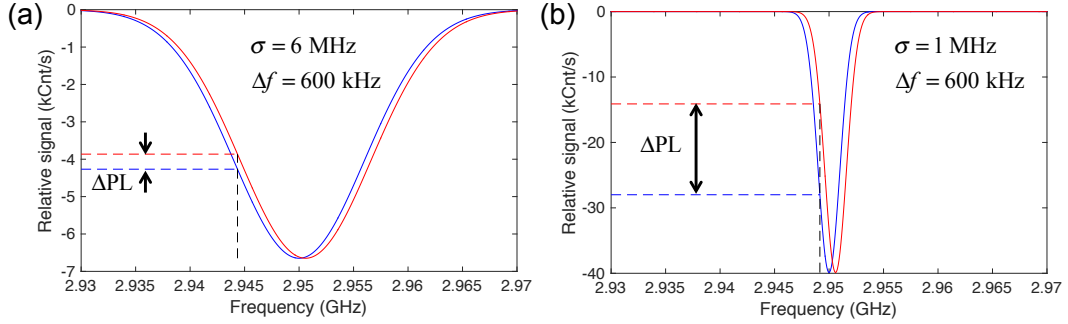 (a)
Relative signal (kCnt/s)
0
-1
-2
-3
-4
-5
-6
-7
σ = 6 MHz
Δf = 600 kHz
ΔPL
2.93 2.935 2.94 2.945 2.95 2.955 2.96 2.965 2.97
Frequency (GHz)
(b)
Relative signal (kCnt/s)
0
-10
-20
-30
-40
σ = 1 MHz
Δf = 600 kHz
ΔPL
2.93 2.935 2.94 2.945 2.95 2.955 2.96 2.965 2.97
Frequency (GHz)